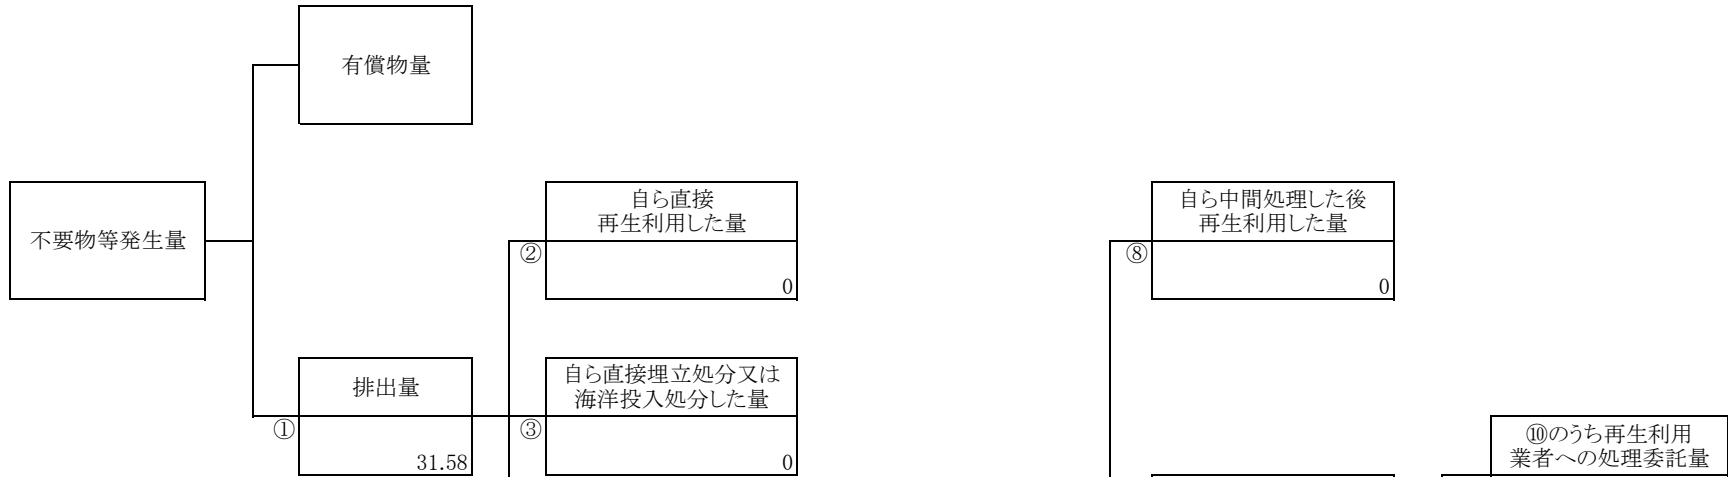 有償物量
不要物等発生量
自ら直接
再生利用した量
②
0
自ら中間処理した後
再生利用した量
⑧
0
排出量
①
31.58
自ら直接埋立処分又は
海洋投入処分した量
③
0
⑩のうち再生利用
業者への処理委託量